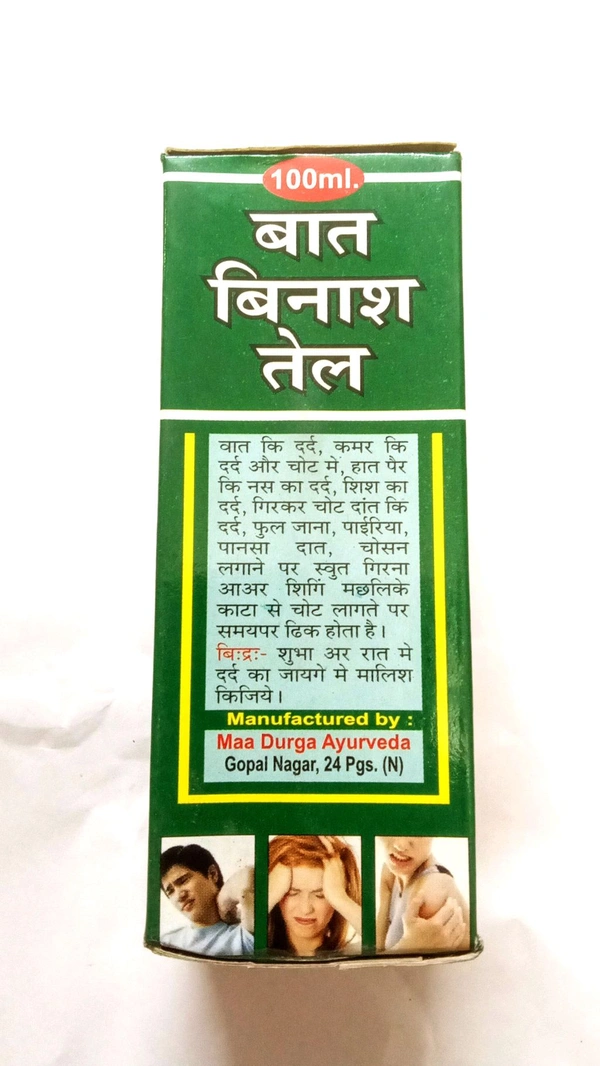 100ml.
बात
बिनाश
तेल
वात कि दर्द, कमर कि
दर्द और चोट में, हात पैर
कि नस का दर्द, शिश का
दर्द, गिरकर चोट दांत कि
दर्द, फुल जाना, पाईरिया,
पानसा दात, चोसन
लगाने पर स्वुत गिरना
आअर शिगिं मछलिके
काटा से चोट लागते पर
समयपर ढिक होता है।
बिःद्रः- शुभा अर रात मे
दर्द का जायगे मे मालिश
किजिये।
Manufactured by :
Maa Durga Ayurveda
Gopal Nagar, 24 Pgs. (N)